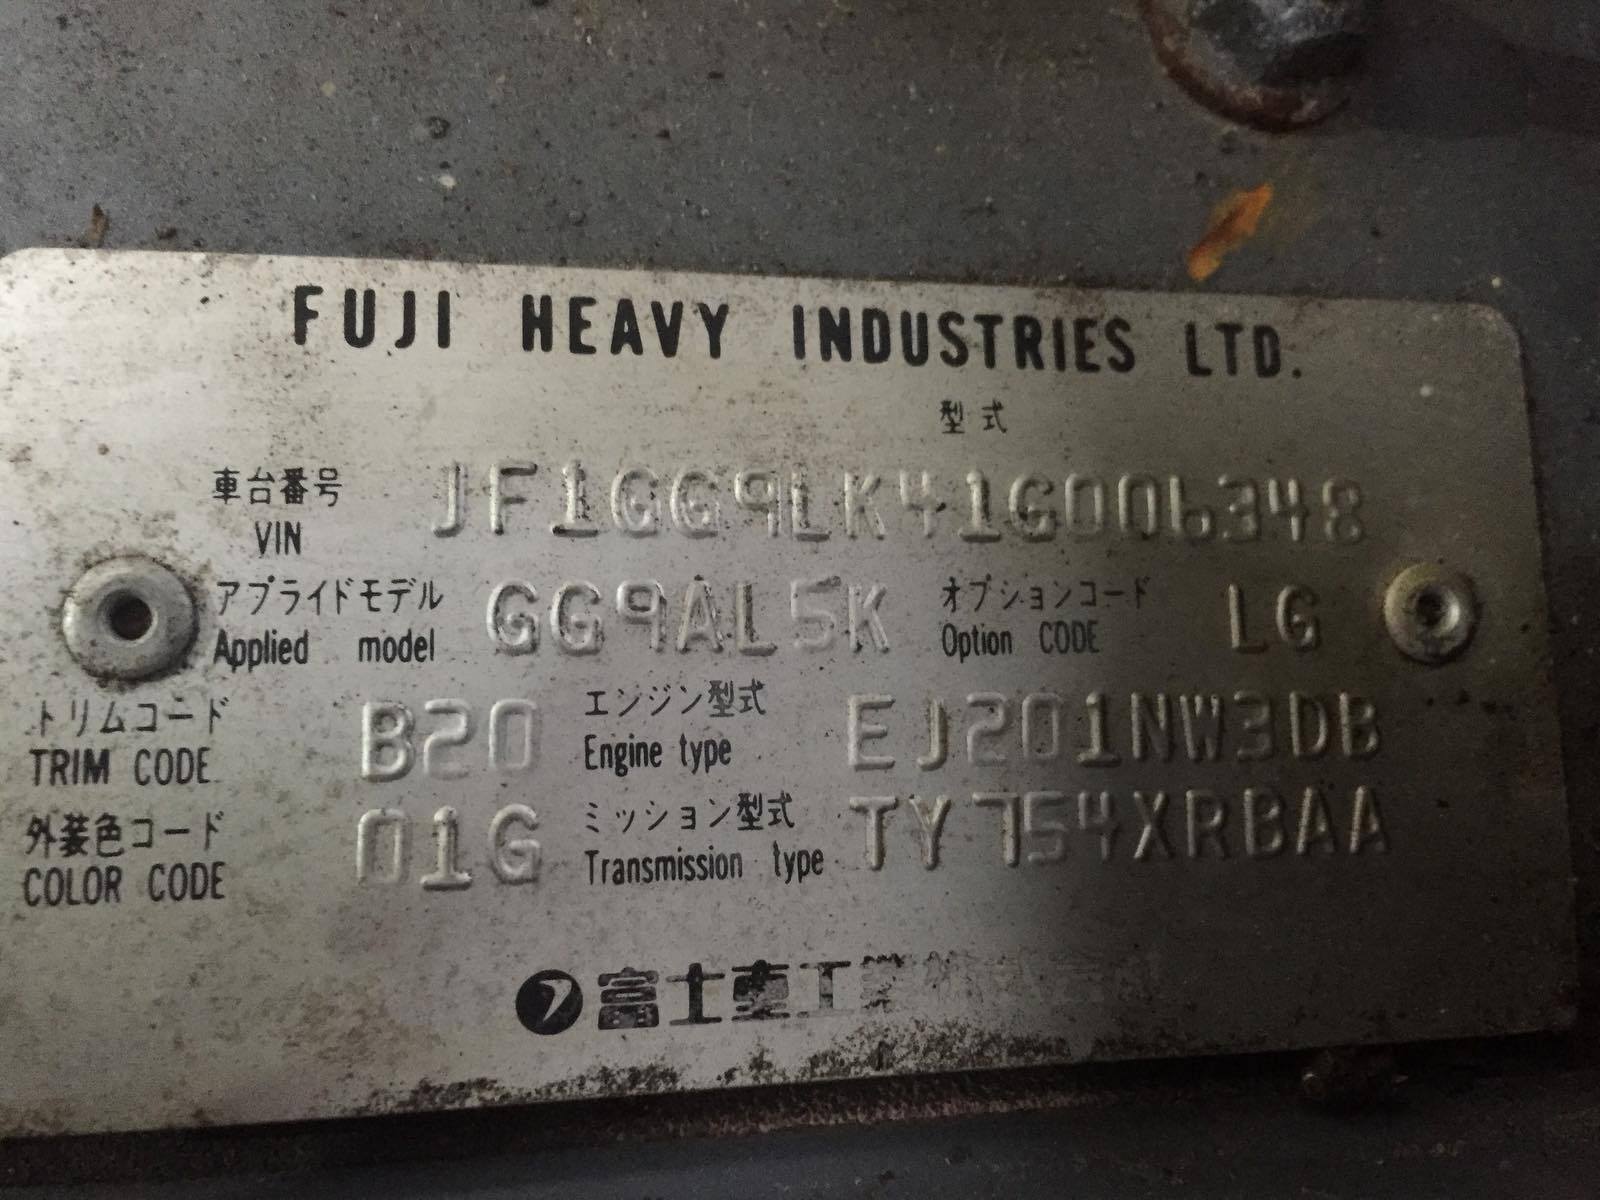 FUJI HEAVY INDUSTRIES LTD.
型式
車台番号 JF1GG9LK41G006348
VIN
アプライドモデル GG9AL5K オプションコード LG
Applied model Option CODE
トリムコード B20 エンジン型式 EJ201NW3DB
TRIM CODE Engine type
外装色コード 01G ミッション型式 TY754XRBAA
COLOR CODE Transmission type
富士重工業